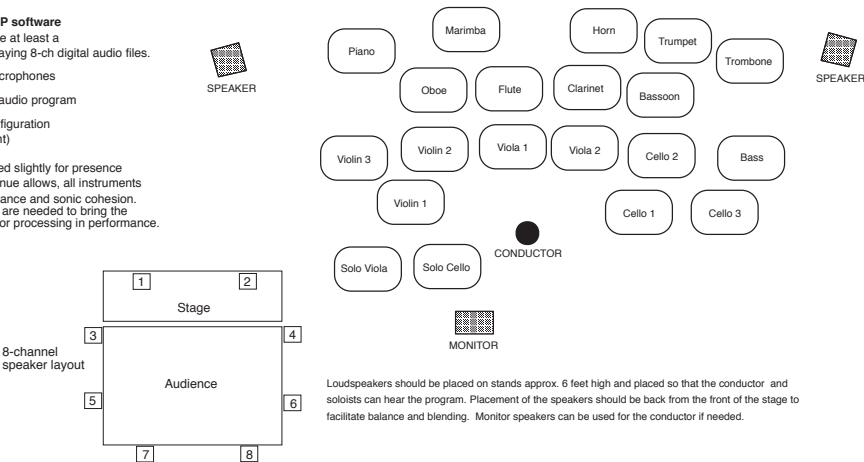 P software
e at least a
aying 8-ch digital audio files.
crophones
audio program
figuration
nt)
ed slightly for presence
nue allows, all instruments
ance and sonic cohesion.
are needed to bring the
or processing in performance.
SPEAKER
Piano
Marimba
Horn
Trumpet
Trombone
SPEAKER
Oboe
Flute
Clarinet
Bassoon
Violin 3
Violin 2
Viola 1
Viola 2
Cello 2
Bass
Violin 1
Cello 1
Cello 3
CONDUCTOR
Solo Viola
Solo Cello
MONITOR
1
2
Stage
3
4
8-channel
speaker layout
Audience
5
6
7
8
Loudspeakers should be placed on stands approx. 6 feet high and placed so that the conductor and
soloists can hear the program. Placement of the speakers should be back from the front of the stage to
facilitate balance and blending. Monitor speakers can be used for the conductor if needed.